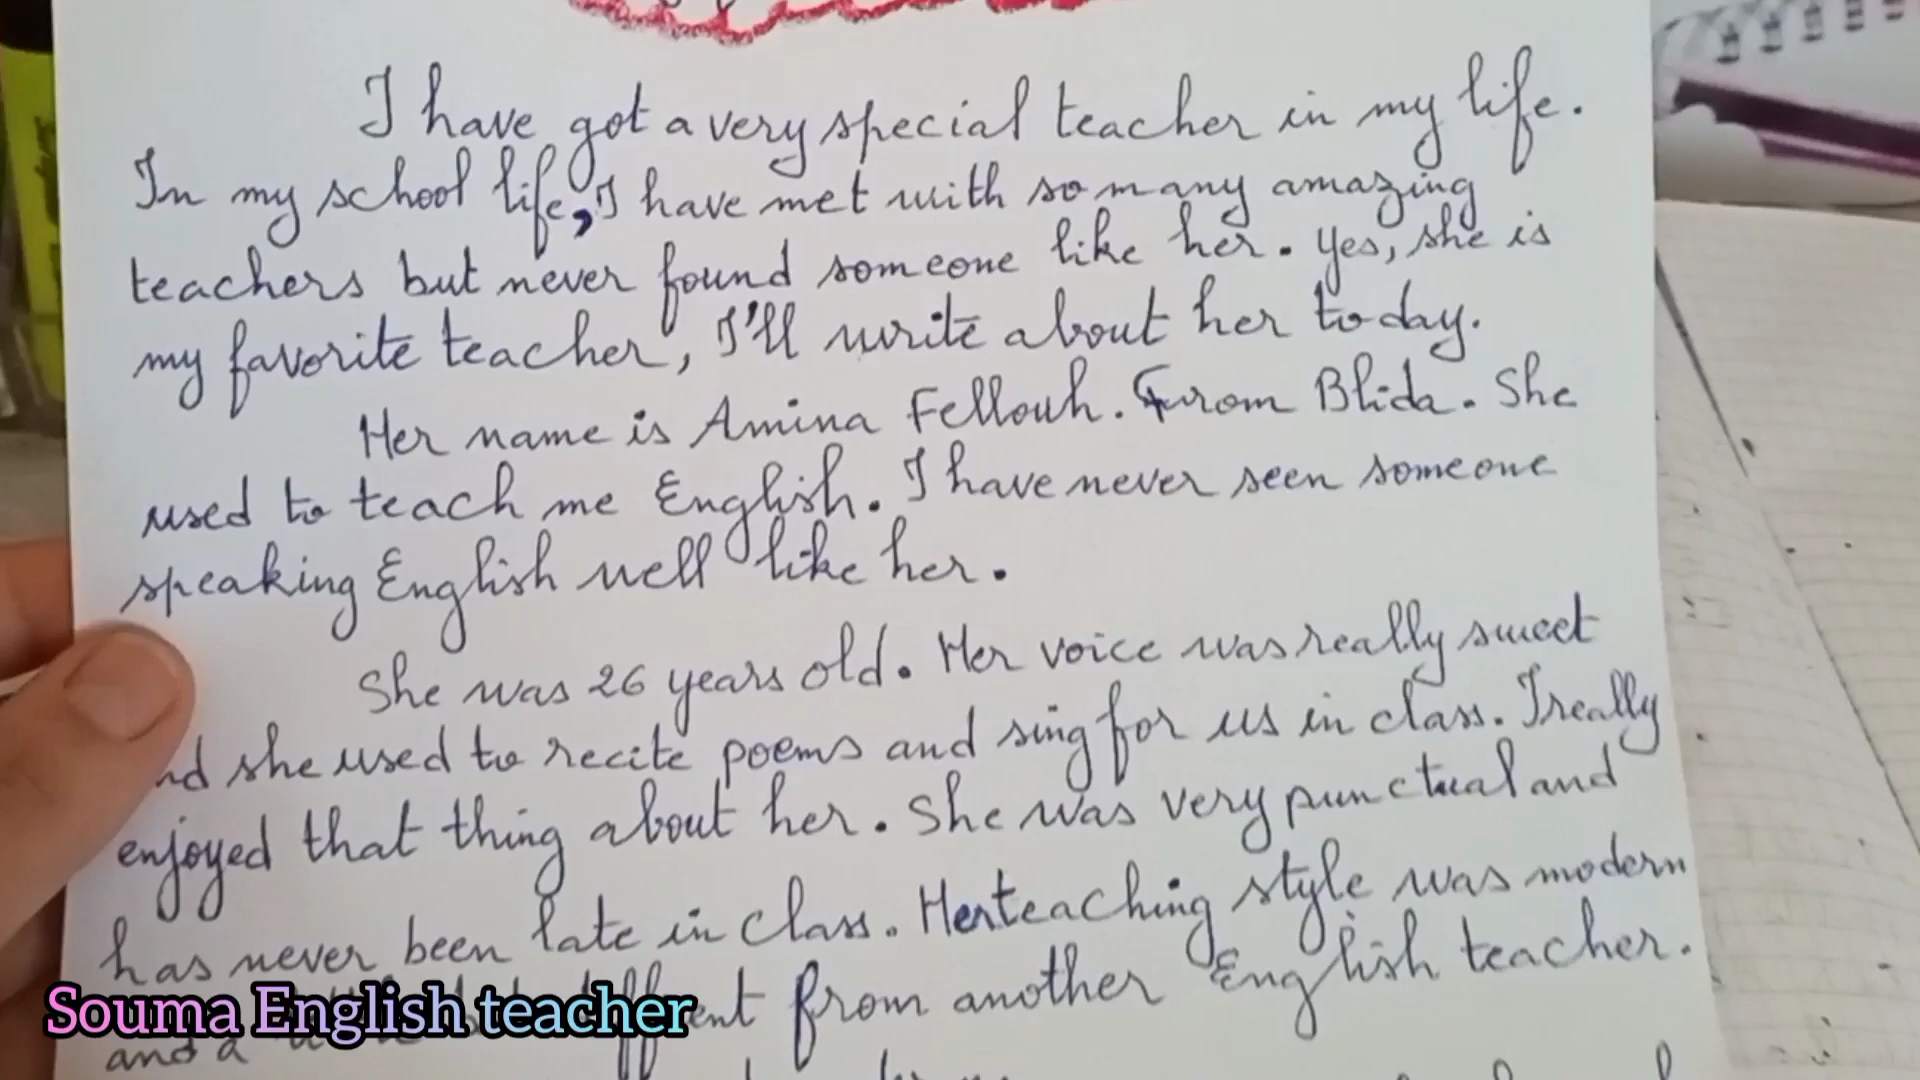 I have got a very special teacher in my life.
In my school life, I have met with so many amazing
teachers but never found someone like her. Yes, she is
my favorite teacher, I'll write about her today.
Her name is Amina Fellouh. From Blida. She
used to teach me English. I have never seen someone
speaking English well like her.
She was 26 years old. Her voice was really sweet
nd she used to recite poems and sing for us in class. I really
enjoyed that thing about her. She was very punctual and
has never been late in class. Her teaching style was modern
and a from another English teacher.
Souma English teacher